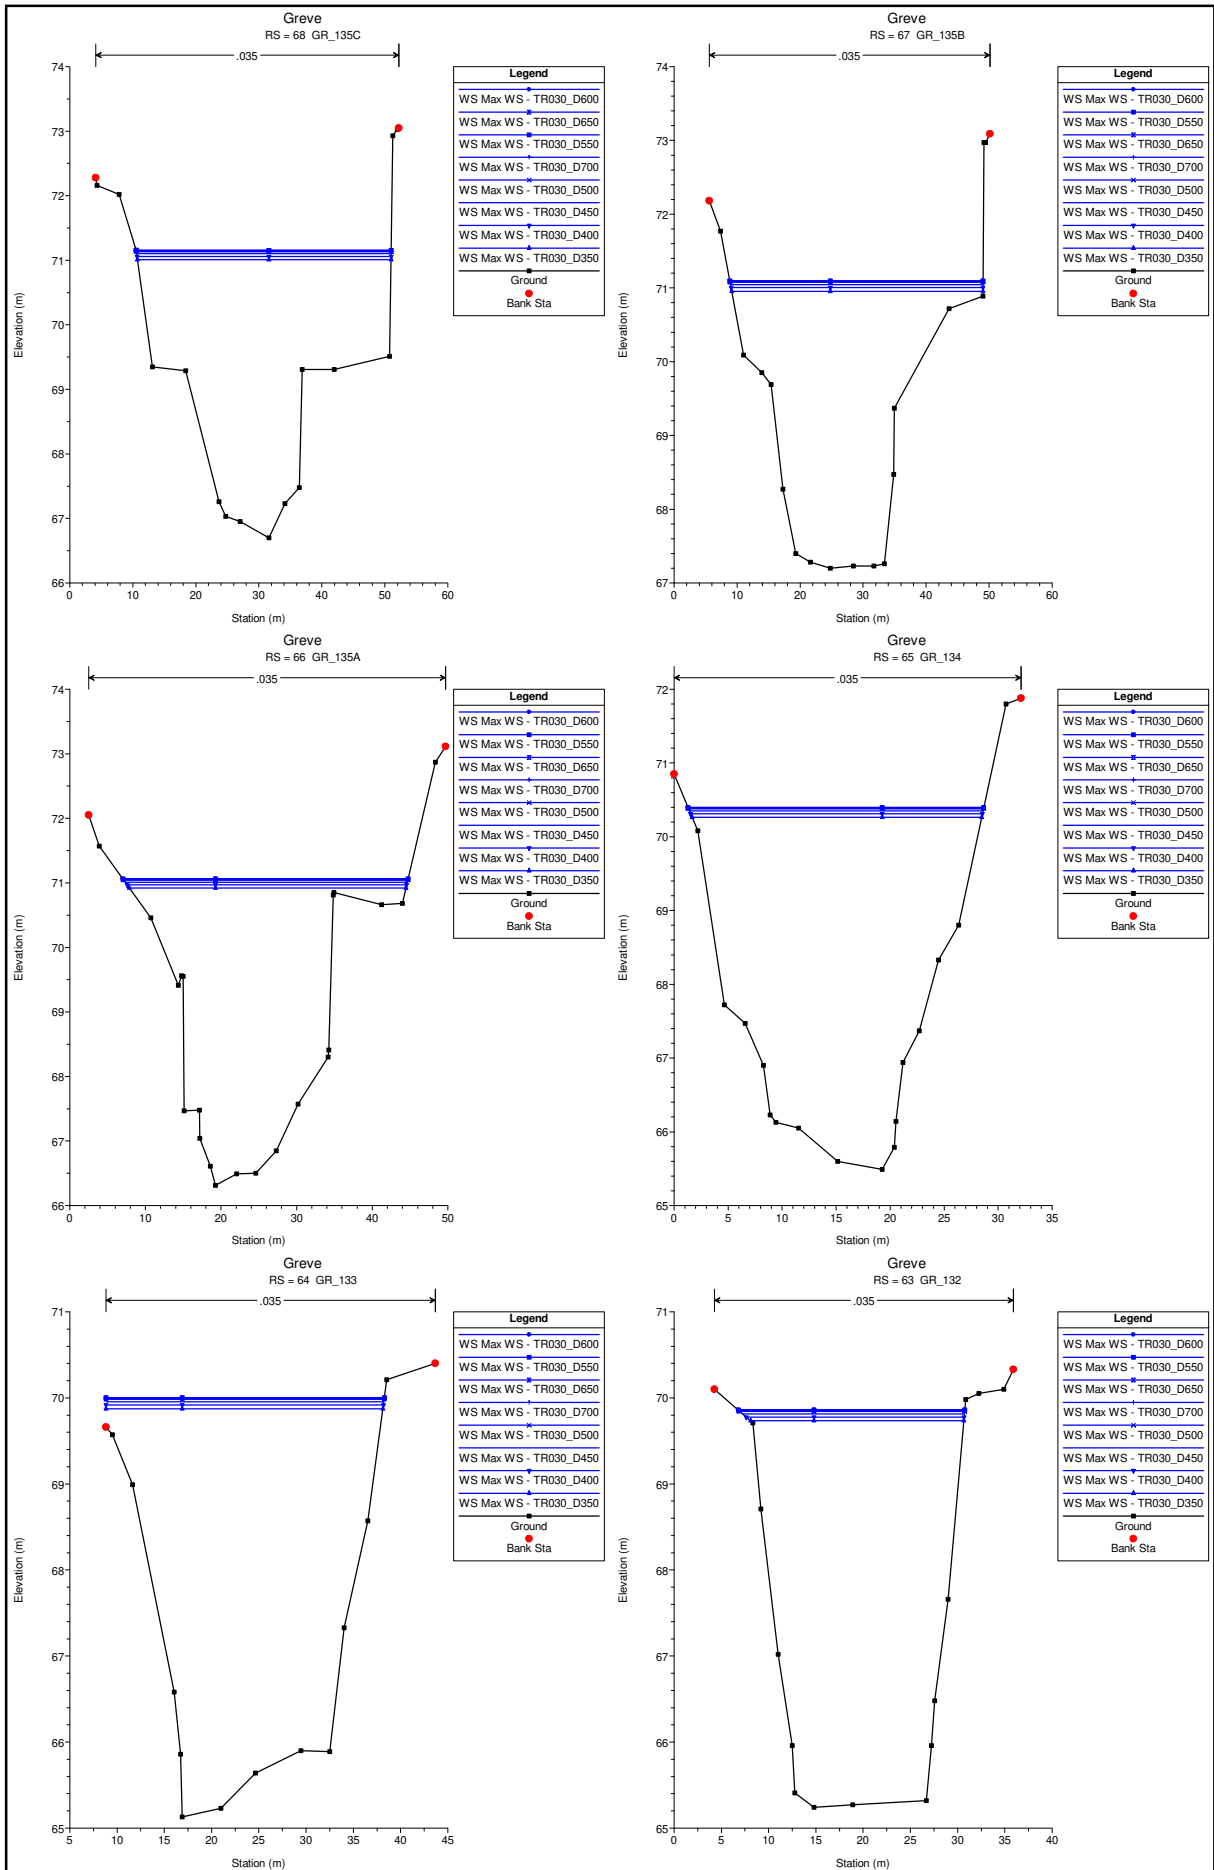 Greve
RS = 68 GR_135C
.035
74
73
72
71
70
69
68
67
66
Elevation (m)
0 10 20 30 40 50 60
Station (m)
Legend
WS Max WS - TR030_D600
WS Max WS - TR030_D650
WS Max WS - TR030_D550
WS Max WS - TR030_D700
WS Max WS - TR030_D500
WS Max WS - TR030_D450
WS Max WS - TR030_D400
WS Max WS - TR030_D350
Ground
Bank Sta
Greve
RS = 67 GR_135B
.035
74
73
72
71
70
69
68
67
Elevation (m)
0 10 20 30 40 50 60
Station (m)
Legend
WS Max WS - TR030_D600
WS Max WS - TR030_D550
WS Max WS - TR030_D650
WS Max WS - TR030_D700
WS Max WS - TR030_D500
WS Max WS - TR030_D450
WS Max WS - TR030_D400
WS Max WS - TR030_D350
Ground
Bank Sta
Greve
RS = 66 GR_135A
.035
74
73
72
71
70
69
68
67
66
Elevation (m)
0 10 20 30 40 50
Station (m)
Legend
WS Max WS - TR030_D600
WS Max WS - TR030_D550
WS Max WS - TR030_D650
WS Max WS - TR030_D700
WS Max WS - TR030_D500
WS Max WS - TR030_D450
WS Max WS - TR030_D400
WS Max WS - TR030_D350
Ground
Bank Sta
Greve
RS = 65 GR_134
.035
72
71
70
69
68
67
66
65
Elevation (m)
0 5 10 15 20 25 30 35
Station (m)
Legend
WS Max WS - TR030_D600
WS Max WS - TR030_D550
WS Max WS - TR030_D650
WS Max WS - TR030_D700
WS Max WS - TR030_D500
WS Max WS - TR030_D450
WS Max WS - TR030_D400
WS Max WS - TR030_D350
Ground
Bank Sta
Greve
RS = 64 GR_133
.035
71
70
69
68
67
66
65
Elevation (m)
5 10 15 20 25 30 35 40 45
Station (m)
Legend
WS Max WS - TR030_D600
WS Max WS - TR030_D550
WS Max WS - TR030_D650
WS Max WS - TR030_D700
WS Max WS - TR030_D500
WS Max WS - TR030_D450
WS Max WS - TR030_D400
WS Max WS - TR030_D350
Ground
Bank Sta
Greve
RS = 63 GR_132
.035
71
70
69
68
67
66
65
Elevation (m)
0 5 10 15 20 25 30 35 40
Station (m)
Legend
WS Max WS - TR030_D600
WS Max WS - TR030_D550
WS Max WS - TR030_D650
WS Max WS - TR030_D700
WS Max WS - TR030_D500
WS Max WS - TR030_D450
WS Max WS - TR030_D400
WS Max WS - TR030_D350
Ground
Bank Sta